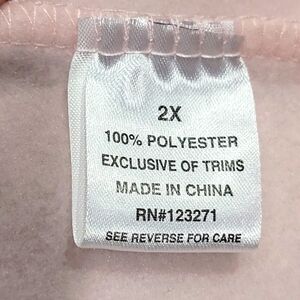 2X
100% POLYESTER
EXCLUSIVE OF TRIMS
MADE IN CHINA
RN#123271
SEE REVERSE FOR CARE